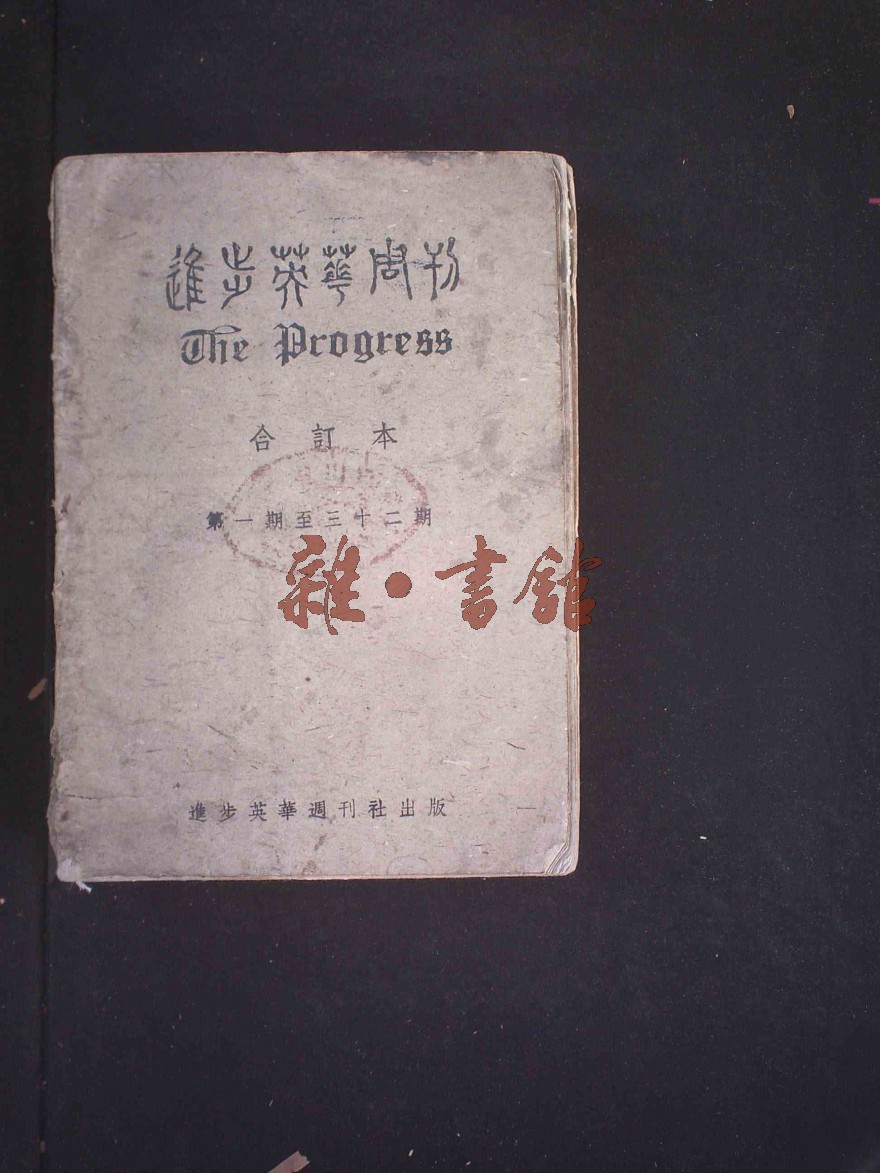 進步英華周刊
The Progress
合訂本
第一期至三十二期
雜·書館
進步英華週刊社出版